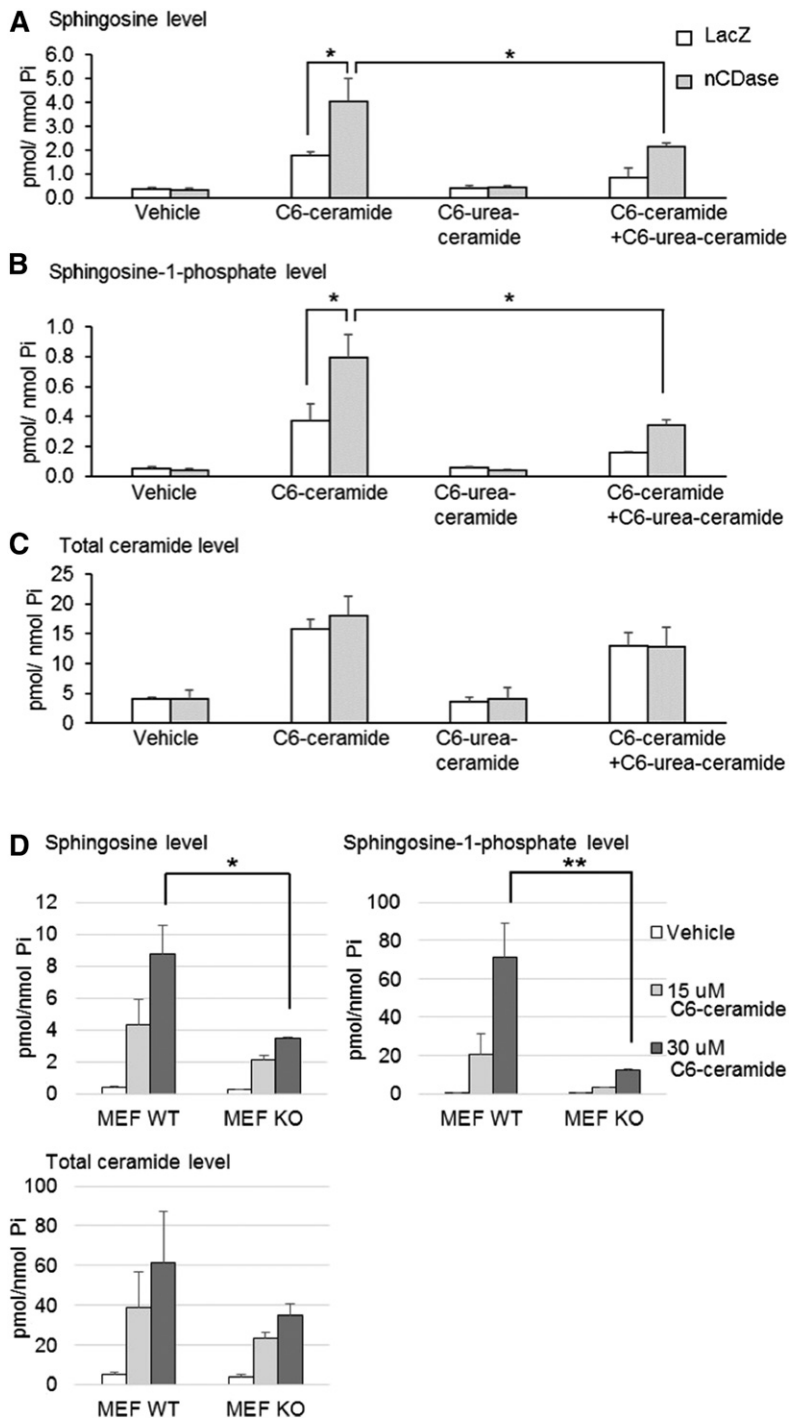 A Sphingosine level
LacZ
nCDase
* *
pmol/ nmol Pi
6.0
5.0
4.0
3.0
2.0
1.0
0.0
Vehicle C6-ceramide C6-urea- C6-ceramide
ceramide +C6-urea-ceramide
B Sphingosine-1-phosphate level
* *
pmol/ nmol Pi
1.0
0.8
0.6
0.4
0.2
0.0
Vehicle C6-ceramide C6-urea- C6-ceramide
ceramide +C6-urea-ceramide
C Total ceramide level
pmol/ nmol Pi
25
20
15
10
5
0
Vehicle C6-ceramide C6-urea- C6-ceramide
ceramide +C6-urea-ceramide
D Sphingosine level
*
pmol/nmol Pi
12
10
8
6
4
2
0
MEF WT MEF KO
Sphingosine-1-phosphate level
**
pmol/nmol Pi
100
80
60
40
20
0
MEF WT MEF KO
Vehicle
15 uM
C6-ceramide
30 uM
C6-ceramide
Total ceramide level
pmol/nmol Pi
100
80
60
40
20
0
MEF WT MEF KO